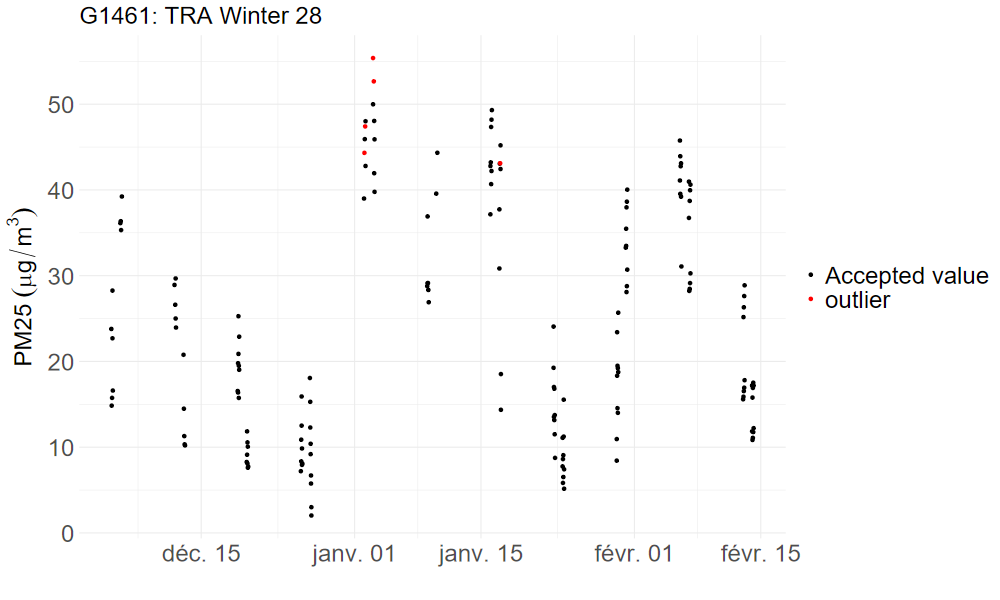 G1461: TRA Winter 28
PM25 (μg/m³)
50
40
30
20
10
0
déc. 15 janv. 01 janv. 15 févr. 01 févr. 15
Accepted value
outlier